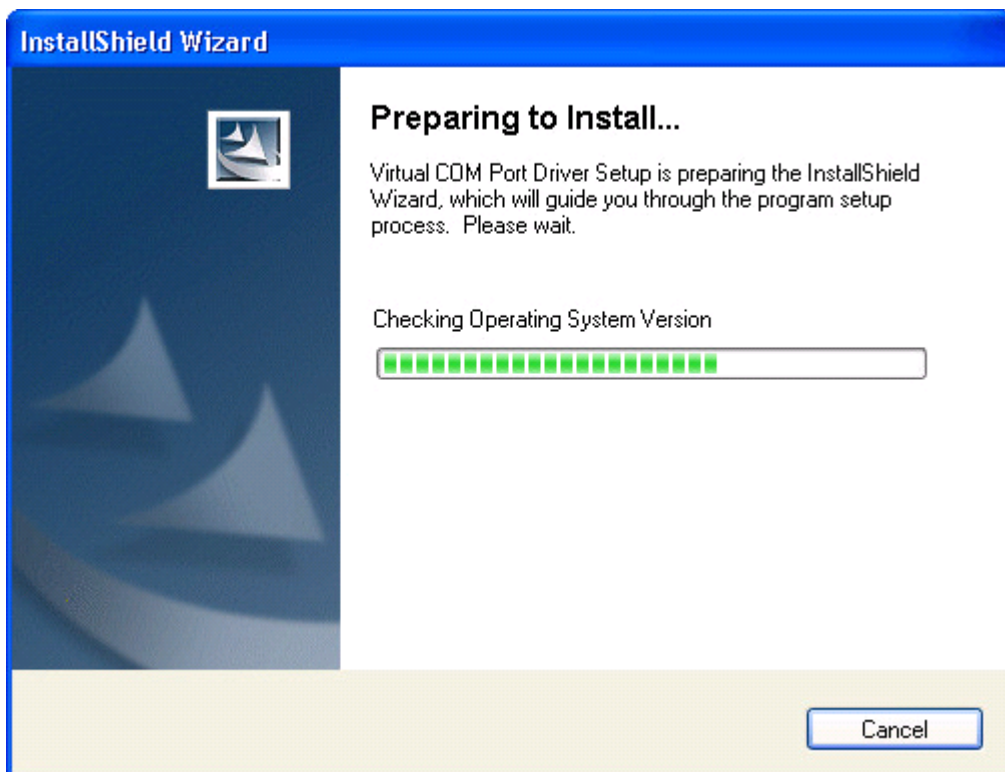 InstallShield Wizard
Preparing to Install...
Virtual COM Port Driver Setup is preparing the InstallShield
Wizard, which will guide you through the program setup
process.  Please wait.
Checking Operating System Version
Cancel